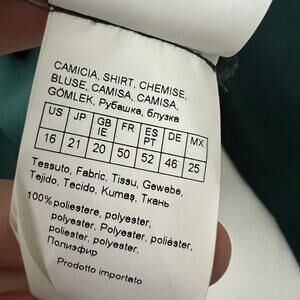 CAMICIA, SHIRT, CHEMISE,
BLUSE, CAMISA, CAMISA,
GÖMLEK, Рубашка, блузка
US JP GB IE FR ES PT DE MX
16 21 20 50 52 46 25
Tessuto, Fabric, Tissu, Gewebe,
Tejido, Tecido, Kumaş, Ткань
100% poliestere, polyester,
polyester, Polyester, poliéster,
poliester, polyester,
Полиэфир
Prodotto importato